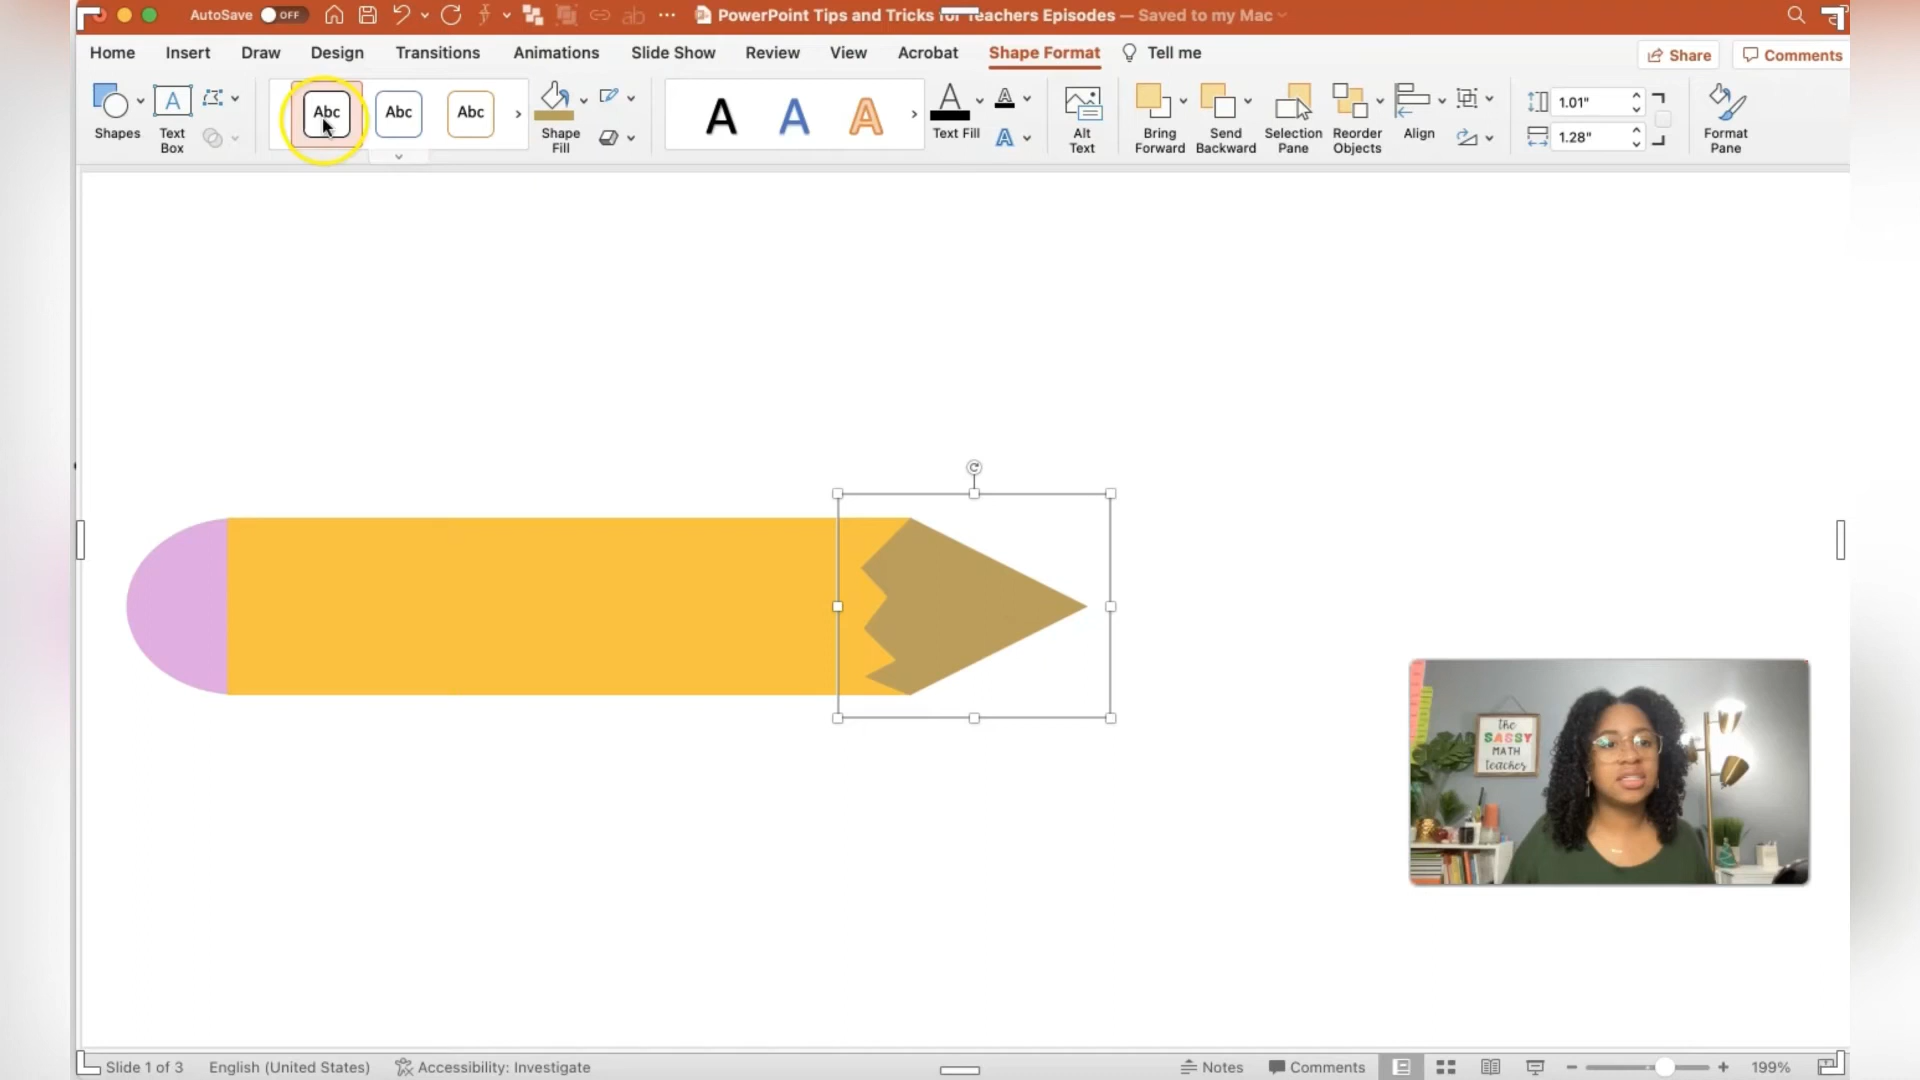 AutoSave OFF PowerPoint Tips and Tricks for Teachers Episodes — Saved to my Mac
Home Insert Draw Design Transitions Animations Slide Show Review View Acrobat Shape Format Tell me Share Comments
Abc Abc Abc A A A 1.01"
Shapes Text Box Shape Fill Text Fill Alt Text Bring Forward Send Backward Selection Pane Reorder Objects Align 1.28" Format Pane
the
SASSY
MATH
teacher
Slide 1 of 3 English (United States) Accessibility: Investigate Notes Comments 199%